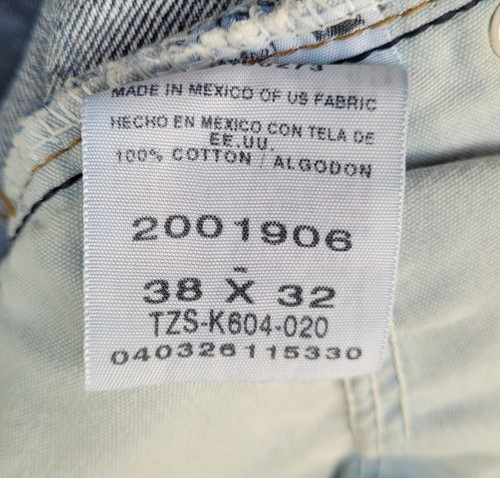 MADE IN MEXICO OF US FABRIC
HECHO EN MEXICO CON TELA DE
EE.UU.
100% COTTON / ALGODON
2001906
38 X 32
TZS-K604-020
040326115330